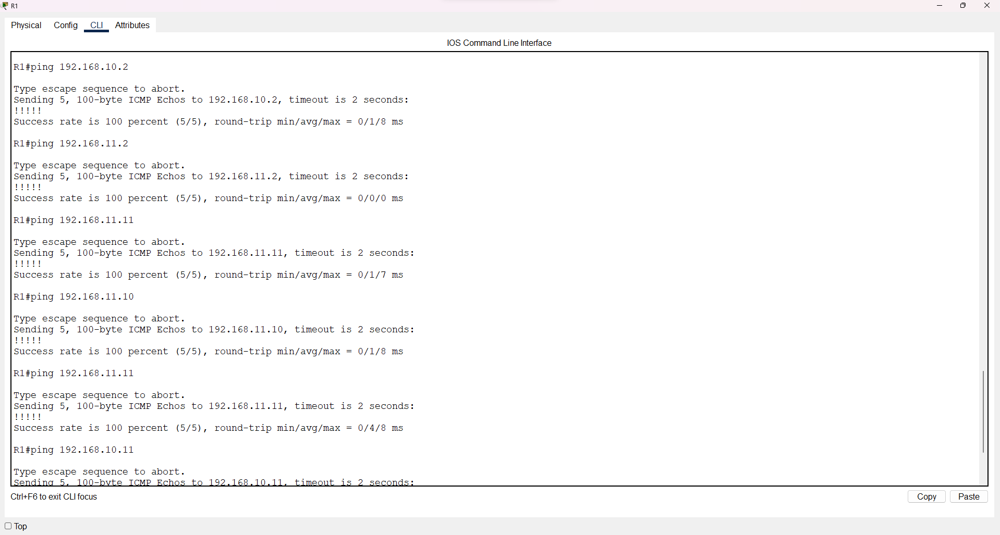 R1
Physical Config CLI Attributes
IOS Command Line Interface
R1#ping 192.168.10.2
Type escape sequence to abort.
Sending 5, 100-byte ICMP Echos to 192.168.10.2, timeout is 2 seconds:
!!!!!
Success rate is 100 percent (5/5), round-trip min/avg/max = 0/1/8 ms
R1#ping 192.168.11.2
Type escape sequence to abort.
Sending 5, 100-byte ICMP Echos to 192.168.11.2, timeout is 2 seconds:
!!!!!
Success rate is 100 percent (5/5), round-trip min/avg/max = 0/0/0 ms
R1#ping 192.168.11.11
Type escape sequence to abort.
Sending 5, 100-byte ICMP Echos to 192.168.11.11, timeout is 2 seconds:
!!!!!
Success rate is 100 percent (5/5), round-trip min/avg/max = 0/1/7 ms
R1#ping 192.168.11.10
Type escape sequence to abort.
Sending 5, 100-byte ICMP Echos to 192.168.11.10, timeout is 2 seconds:
!!!!!
Success rate is 100 percent (5/5), round-trip min/avg/max = 0/1/8 ms
R1#ping 192.168.11.11
Type escape sequence to abort.
Sending 5, 100-byte ICMP Echos to 192.168.11.11, timeout is 2 seconds:
!!!!!
Success rate is 100 percent (5/5), round-trip min/avg/max = 0/4/8 ms
R1#ping 192.168.10.11
Type escape sequence to abort.
Sending 5, 100-byte ICMP Echos to 192.168.10.11, timeout is 2 seconds:
Ctrl+F6 to exit CLI focus
Copy Paste
Top